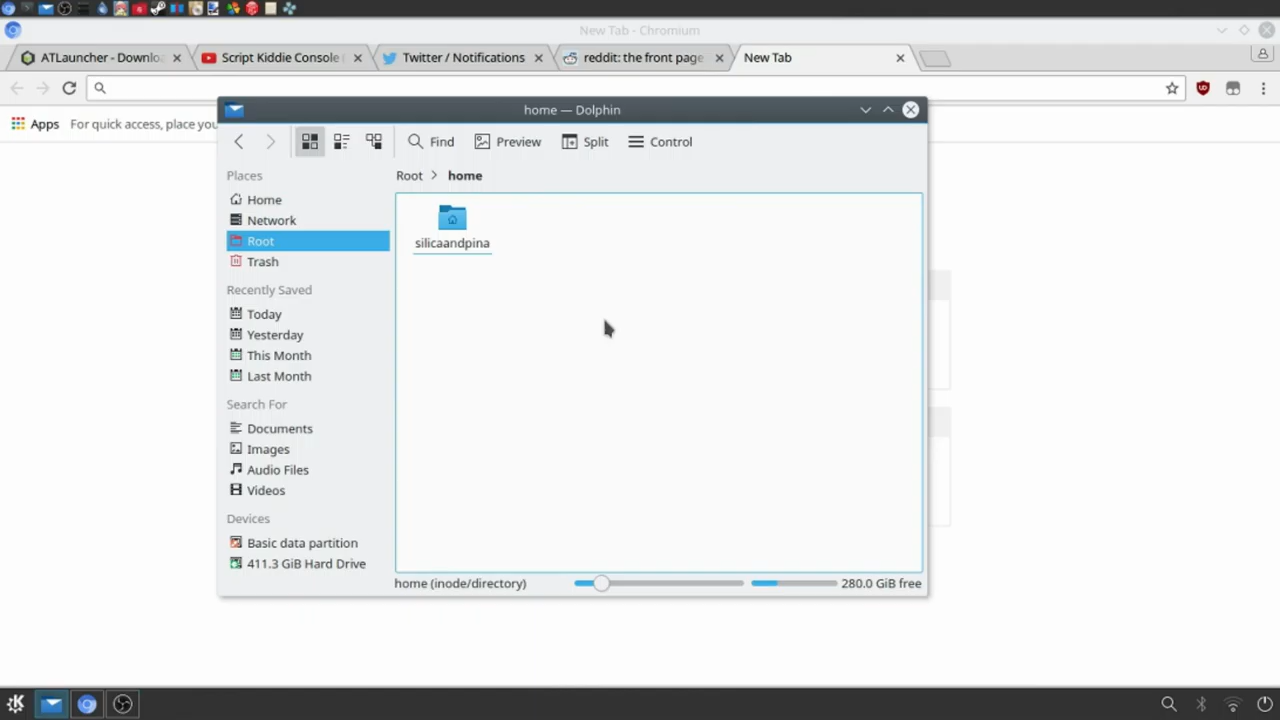 New Tab - Chromium
ATLauncher - Downloa
Script Kiddie Console (
Twitter / Notifications
reddit: the front page
New Tab
Apps
For quick access, place you
home — Dolphin
Find
Preview
Split
Control
Places
Home
Network
Root
Trash
Recently Saved
Today
Yesterday
This Month
Last Month
Search For
Documents
Images
Audio Files
Videos
Devices
Basic data partition
411.3 GiB Hard Drive
Root > home
silicaandpina
home (inode/directory)
280.0 GiB free